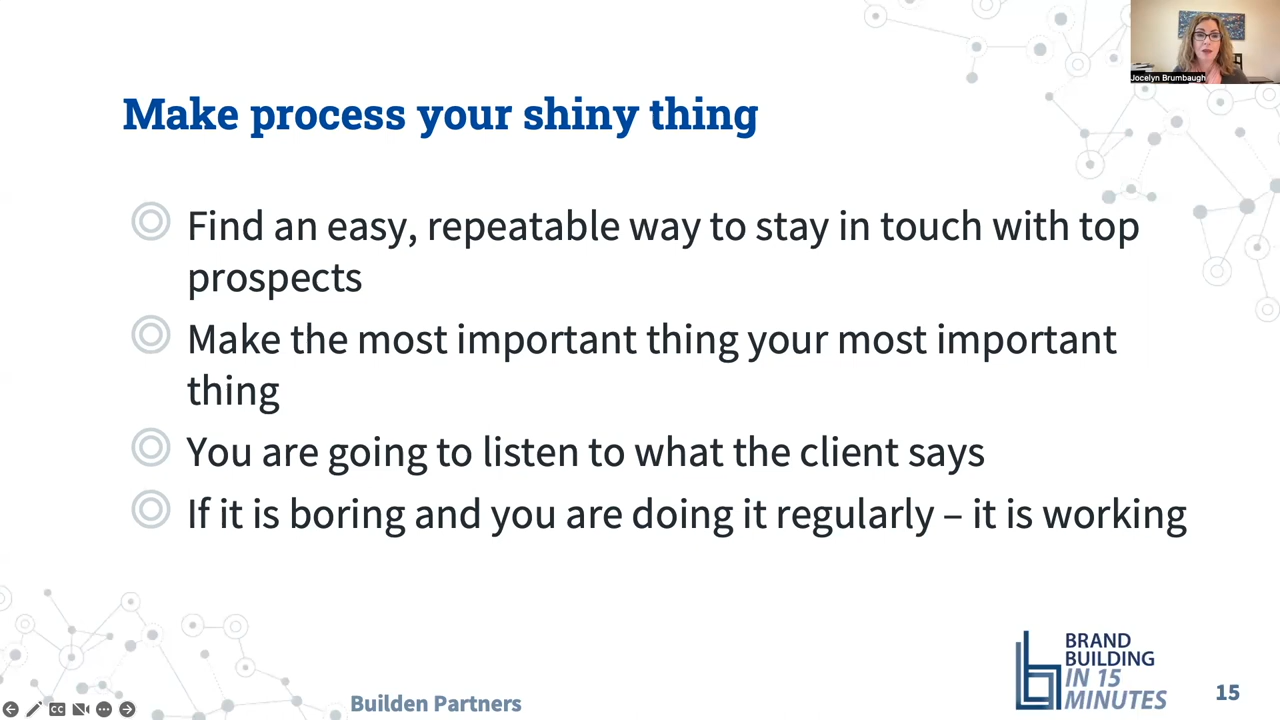 Jocelyn Brumbaugh
Make process your shiny thing
Find an easy, repeatable way to stay in touch with top
prospects
Make the most important thing your most important
thing
You are going to listen to what the client says
If it is boring and you are doing it regularly – it is working
BRAND
BUILDING
IN 15
MINUTES
CC
Builden Partners
15